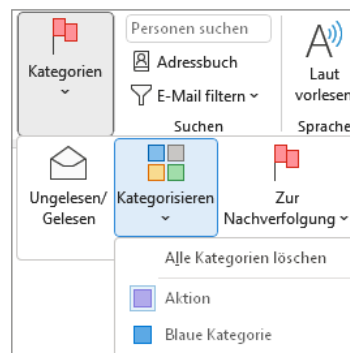 Personen suchen
Kategorien
Adressbuch
E-Mail filtern
Suchen
Laut
vorlesen
Sprache
Ungelesen/
Gelesen
Kategorisieren
Zur
Nachverfolgung
Alle Kategorien löschen
Aktion
Blaue Kategorie